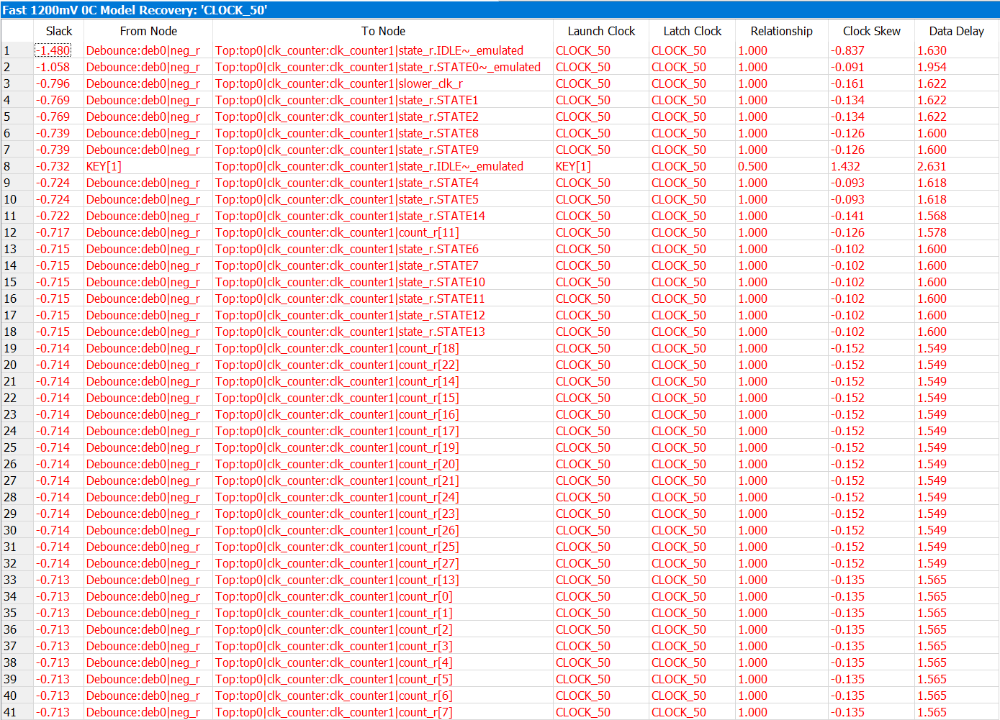 Fast 1200mV 0C Model Recovery: 'CLOCK_50'
Slack From Node To Node Launch Clock Latch Clock Relationship Clock Skew Data Delay
1 -1.480 Debounce:deb0|neg_r Top:top0|clk_counter:clk_counter1|state_r.IDLE~_emulated CLOCK_50 CLOCK_50 1.000 -0.837 1.630
2 -1.058 Debounce:deb0|neg_r Top:top0|clk_counter:clk_counter1|state_r.STATE0~_emulated CLOCK_50 CLOCK_50 1.000 -0.091 1.954
3 -0.796 Debounce:deb0|neg_r Top:top0|clk_counter:clk_counter1|slower_clk_r CLOCK_50 CLOCK_50 1.000 -0.161 1.622
4 -0.769 Debounce:deb0|neg_r Top:top0|clk_counter:clk_counter1|state_r.STATE1 CLOCK_50 CLOCK_50 1.000 -0.134 1.622
5 -0.769 Debounce:deb0|neg_r Top:top0|clk_counter:clk_counter1|state_r.STATE2 CLOCK_50 CLOCK_50 1.000 -0.134 1.622
6 -0.739 Debounce:deb0|neg_r Top:top0|clk_counter:clk_counter1|state_r.STATE8 CLOCK_50 CLOCK_50 1.000 -0.126 1.600
7 -0.739 Debounce:deb0|neg_r Top:top0|clk_counter:clk_counter1|state_r.STATE9 CLOCK_50 CLOCK_50 1.000 -0.126 1.600
8 -0.732 KEY[1] Top:top0|clk_counter:clk_counter1|state_r.IDLE~_emulated KEY[1] CLOCK_50 0.500 1.432 2.631
9 -0.724 Debounce:deb0|neg_r Top:top0|clk_counter:clk_counter1|state_r.STATE4 CLOCK_50 CLOCK_50 1.000 -0.093 1.618
10 -0.724 Debounce:deb0|neg_r Top:top0|clk_counter:clk_counter1|state_r.STATE5 CLOCK_50 CLOCK_50 1.000 -0.093 1.618
11 -0.722 Debounce:deb0|neg_r Top:top0|clk_counter:clk_counter1|state_r.STATE14 CLOCK_50 CLOCK_50 1.000 -0.141 1.568
12 -0.717 Debounce:deb0|neg_r Top:top0|clk_counter:clk_counter1|count_r[11] CLOCK_50 CLOCK_50 1.000 -0.126 1.578
13 -0.715 Debounce:deb0|neg_r Top:top0|clk_counter:clk_counter1|state_r.STATE6 CLOCK_50 CLOCK_50 1.000 -0.102 1.600
14 -0.715 Debounce:deb0|neg_r Top:top0|clk_counter:clk_counter1|state_r.STATE7 CLOCK_50 CLOCK_50 1.000 -0.102 1.600
15 -0.715 Debounce:deb0|neg_r Top:top0|clk_counter:clk_counter1|state_r.STATE10 CLOCK_50 CLOCK_50 1.000 -0.102 1.600
16 -0.715 Debounce:deb0|neg_r Top:top0|clk_counter:clk_counter1|state_r.STATE11 CLOCK_50 CLOCK_50 1.000 -0.102 1.600
17 -0.715 Debounce:deb0|neg_r Top:top0|clk_counter:clk_counter1|state_r.STATE12 CLOCK_50 CLOCK_50 1.000 -0.102 1.600
18 -0.715 Debounce:deb0|neg_r Top:top0|clk_counter:clk_counter1|state_r.STATE13 CLOCK_50 CLOCK_50 1.000 -0.102 1.600
19 -0.714 Debounce:deb0|neg_r Top:top0|clk_counter:clk_counter1|count_r[18] CLOCK_50 CLOCK_50 1.000 -0.152 1.549
20 -0.714 Debounce:deb0|neg_r Top:top0|clk_counter:clk_counter1|count_r[22] CLOCK_50 CLOCK_50 1.000 -0.152 1.549
21 -0.714 Debounce:deb0|neg_r Top:top0|clk_counter:clk_counter1|count_r[14] CLOCK_50 CLOCK_50 1.000 -0.152 1.549
22 -0.714 Debounce:deb0|neg_r Top:top0|clk_counter:clk_counter1|count_r[15] CLOCK_50 CLOCK_50 1.000 -0.152 1.549
23 -0.714 Debounce:deb0|neg_r Top:top0|clk_counter:clk_counter1|count_r[16] CLOCK_50 CLOCK_50 1.000 -0.152 1.549
24 -0.714 Debounce:deb0|neg_r Top:top0|clk_counter:clk_counter1|count_r[17] CLOCK_50 CLOCK_50 1.000 -0.152 1.549
25 -0.714 Debounce:deb0|neg_r Top:top0|clk_counter:clk_counter1|count_r[19] CLOCK_50 CLOCK_50 1.000 -0.152 1.549
26 -0.714 Debounce:deb0|neg_r Top:top0|clk_counter:clk_counter1|count_r[20] CLOCK_50 CLOCK_50 1.000 -0.152 1.549
27 -0.714 Debounce:deb0|neg_r Top:top0|clk_counter:clk_counter1|count_r[21] CLOCK_50 CLOCK_50 1.000 -0.152 1.549
28 -0.714 Debounce:deb0|neg_r Top:top0|clk_counter:clk_counter1|count_r[24] CLOCK_50 CLOCK_50 1.000 -0.152 1.549
29 -0.714 Debounce:deb0|neg_r Top:top0|clk_counter:clk_counter1|count_r[23] CLOCK_50 CLOCK_50 1.000 -0.152 1.549
30 -0.714 Debounce:deb0|neg_r Top:top0|clk_counter:clk_counter1|count_r[26] CLOCK_50 CLOCK_50 1.000 -0.152 1.549
31 -0.714 Debounce:deb0|neg_r Top:top0|clk_counter:clk_counter1|count_r[25] CLOCK_50 CLOCK_50 1.000 -0.152 1.549
32 -0.714 Debounce:deb0|neg_r Top:top0|clk_counter:clk_counter1|count_r[27] CLOCK_50 CLOCK_50 1.000 -0.152 1.549
33 -0.713 Debounce:deb0|neg_r Top:top0|clk_counter:clk_counter1|count_r[13] CLOCK_50 CLOCK_50 1.000 -0.135 1.565
34 -0.713 Debounce:deb0|neg_r Top:top0|clk_counter:clk_counter1|count_r[0] CLOCK_50 CLOCK_50 1.000 -0.135 1.565
35 -0.713 Debounce:deb0|neg_r Top:top0|clk_counter:clk_counter1|count_r[1] CLOCK_50 CLOCK_50 1.000 -0.135 1.565
36 -0.713 Debounce:deb0|neg_r Top:top0|clk_counter:clk_counter1|count_r[2] CLOCK_50 CLOCK_50 1.000 -0.135 1.565
37 -0.713 Debounce:deb0|neg_r Top:top0|clk_counter:clk_counter1|count_r[3] CLOCK_50 CLOCK_50 1.000 -0.135 1.565
38 -0.713 Debounce:deb0|neg_r Top:top0|clk_counter:clk_counter1|count_r[4] CLOCK_50 CLOCK_50 1.000 -0.135 1.565
39 -0.713 Debounce:deb0|neg_r Top:top0|clk_counter:clk_counter1|count_r[5] CLOCK_50 CLOCK_50 1.000 -0.135 1.565
40 -0.713 Debounce:deb0|neg_r Top:top0|clk_counter:clk_counter1|count_r[6] CLOCK_50 CLOCK_50 1.000 -0.135 1.565
41 -0.713 Debounce:deb0|neg_r Top:top0|clk_counter:clk_counter1|count_r[7] CLOCK_50 CLOCK_50 1.000 -0.135 1.565